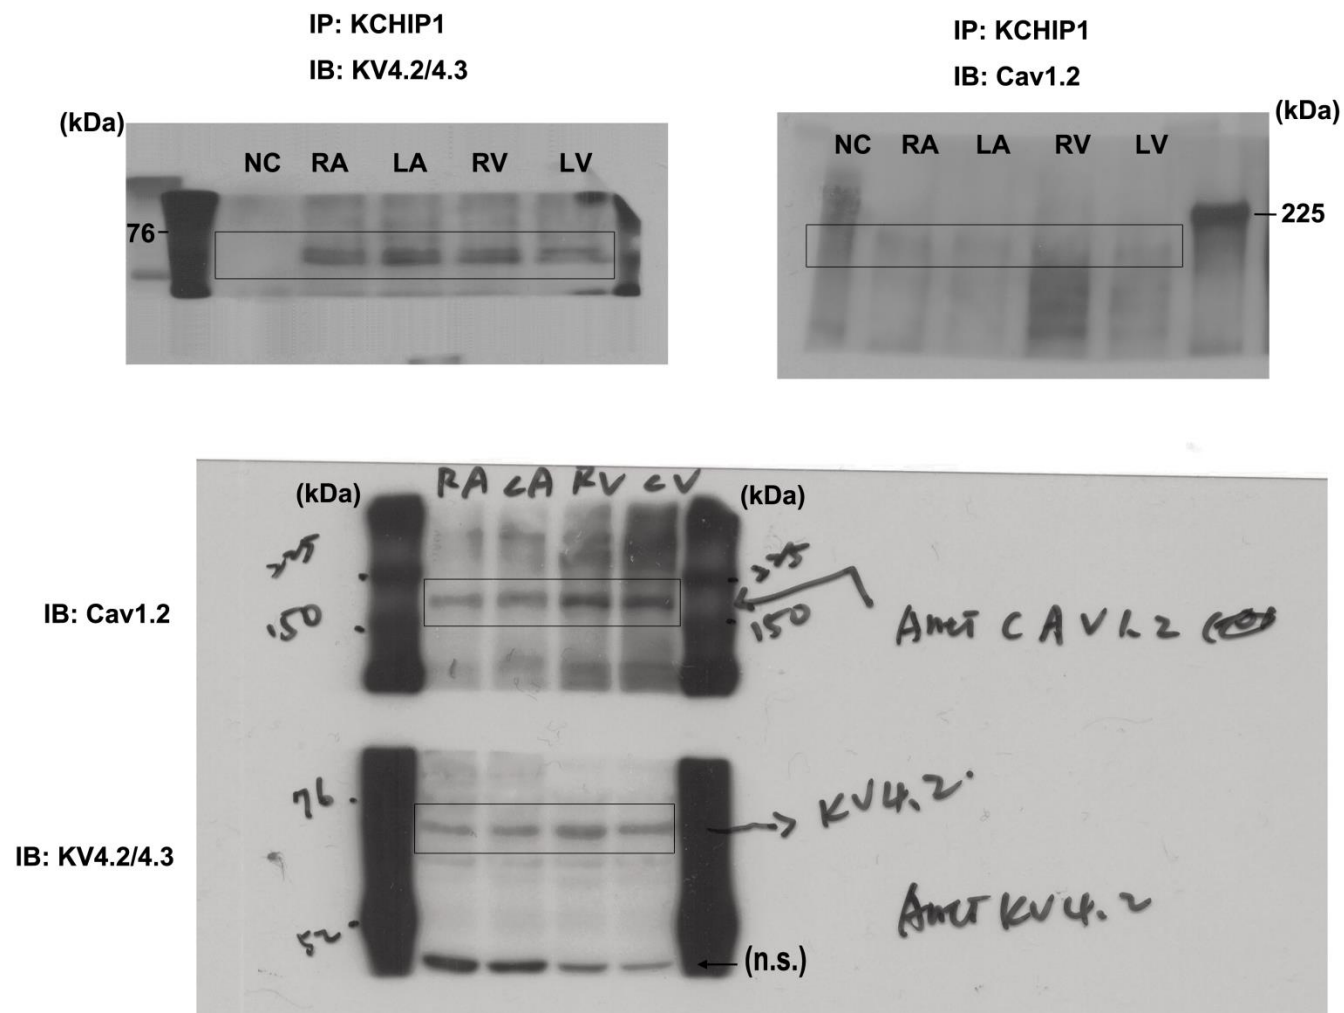 IP: KCHIP1
IB: KV4.2/4.3
(kDa)
NC RA LA RV LV
76
IP: KCHIP1
IB: Cav1.2
(kDa)
NC RA LA RV LV
225
(kDa) RA LA RV LV (kDa)
225 225
IB: Cav1.2
150 150
Anti CAV1.2
76
KV4.2
IB: KV4.2/4.3
Anti KV4.2
52
(n.s.)